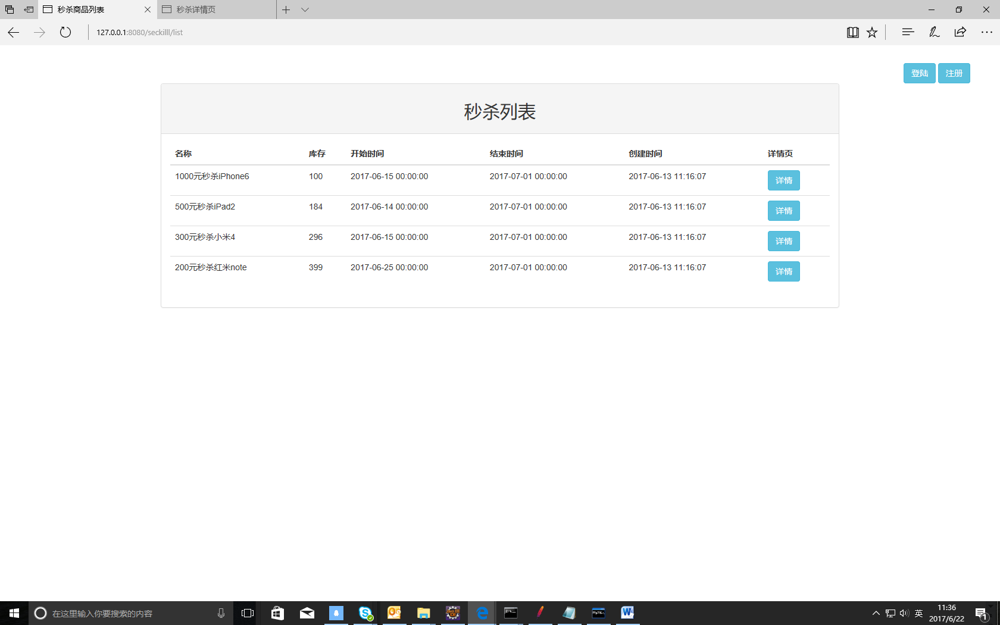 秒杀商品列表
秒杀详情页
127.0.0.1:8080/seckilll/list
登陆 注册
秒杀列表
名称 库存 开始时间 结束时间 创建时间 详情页
1000元秒杀iPhone6 100 2017-06-15 00:00:00 2017-07-01 00:00:00 2017-06-13 11:16:07 详情
500元秒杀iPad2 184 2017-06-14 00:00:00 2017-07-01 00:00:00 2017-06-13 11:16:07 详情
300元秒杀小米4 296 2017-06-15 00:00:00 2017-07-01 00:00:00 2017-06-13 11:16:07 详情
200元秒杀红米note 399 2017-06-25 00:00:00 2017-07-01 00:00:00 2017-06-13 11:16:07 详情
在这里输入你要搜索的内容
英
11:36
2017/6/22
1